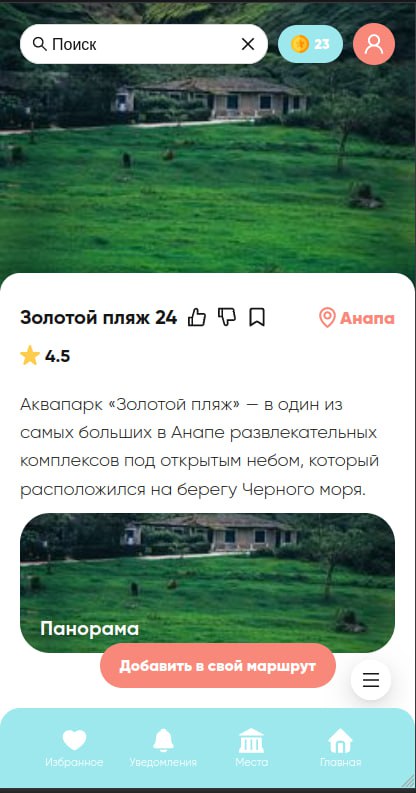 Поиск
23
Золотой пляж 24
Анапа
4.5
Аквапарк «Золотой пляж» — в один из
самых больших в Анапе развлекательных
комплексов под открытым небом, который
расположился на берегу Черного моря.
Панорама
Добавить в свой маршрут
Избранное
Уведомления
Места
Главная